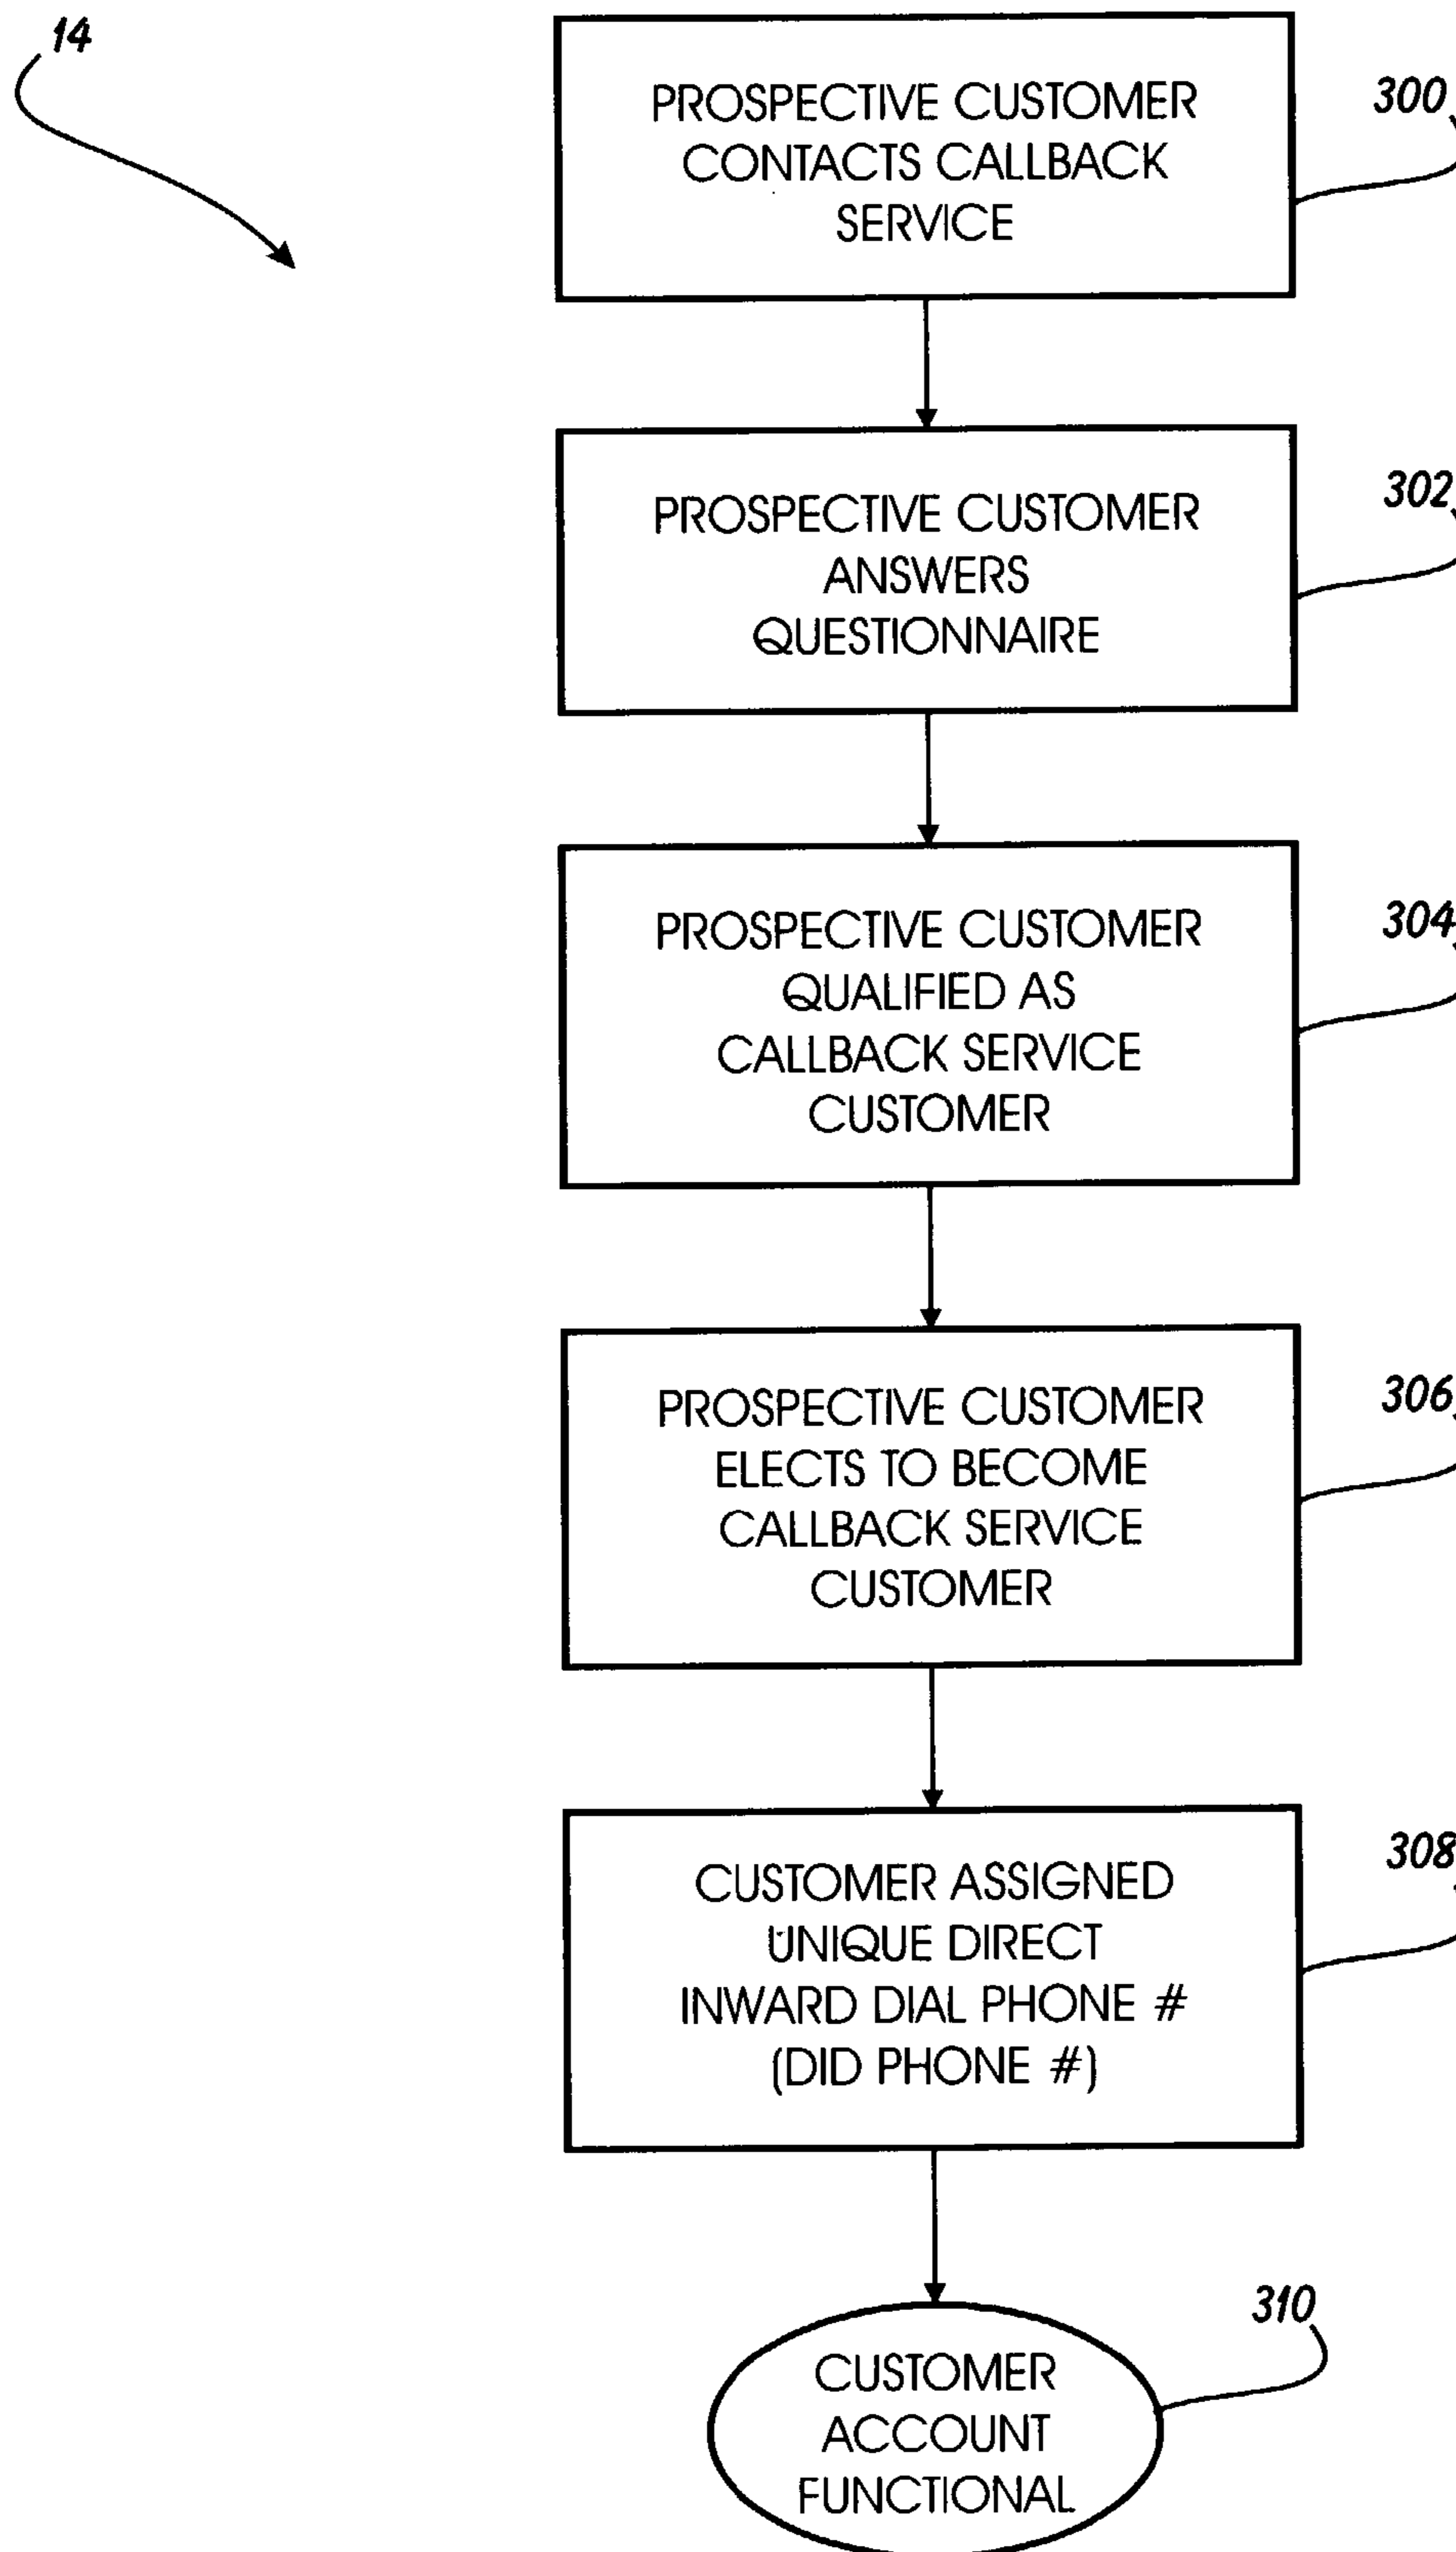 14
PROSPECTIVE CUSTOMER
CONTACTS CALLBACK
SERVICE
300
PROSPECTIVE CUSTOMER
ANSWERS
QUESTIONNAIRE
302
PROSPECTIVE CUSTOMER
QUALIFIED AS
CALLBACK SERVICE
CUSTOMER
304
PROSPECTIVE CUSTOMER
ELECTS TO BECOME
CALLBACK SERVICE
CUSTOMER
306
CUSTOMER ASSIGNED
UNIQUE DIRECT
INWARD DIAL PHONE #
(DID PHONE #)
308
CUSTOMER
ACCOUNT
FUNCTIONAL
310